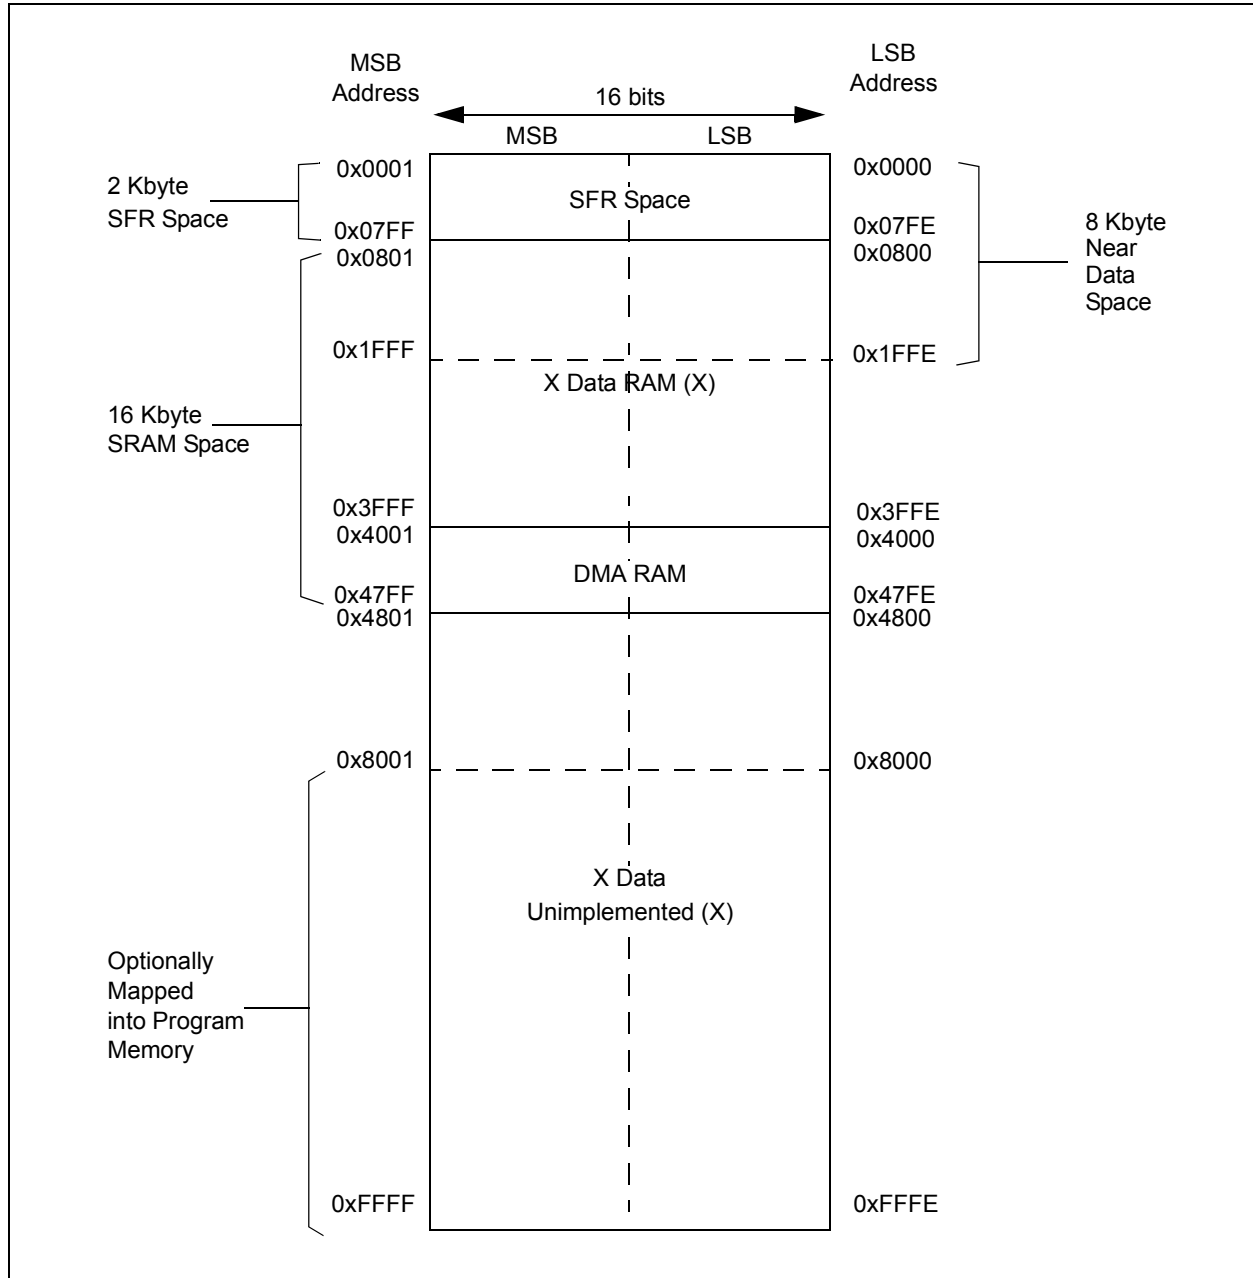 MSB
Address
LSB
Address
16 bits
MSB
LSB
0x0001
0x0000
2 Kbyte
SFR Space
SFR Space
0x07FF
0x07FE
0x0801
0x0800
8 Kbyte
Near
Data
Space
0x1FFF
0x1FFE
X Data RAM (X)
16 Kbyte
SRAM Space
0x3FFF
0x3FFE
0x4001
0x4000
DMA RAM
0x47FF
0x47FE
0x4801
0x4800
0x8001
0x8000
X Data
Unimplemented (X)
Optionally
Mapped
into Program
Memory
0xFFFF
0xFFFE